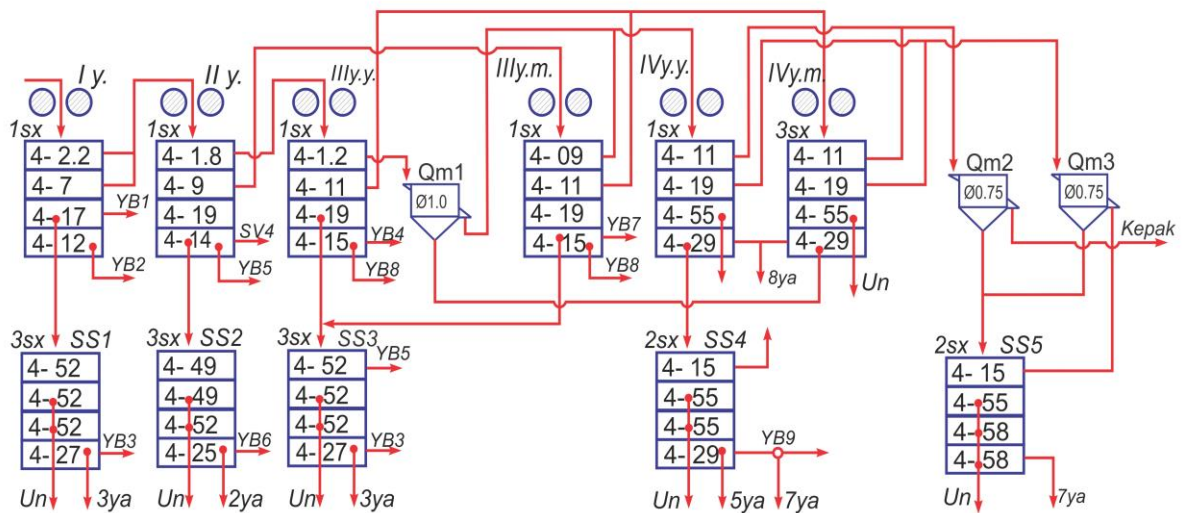 I y.
II y.
IIIy.y.
IIIy.m.
IVy.y.
IVy.m.
1sx
1sx
1sx
1sx
1sx
3sx
4- 2.2
4- 7
4- 17
4- 12
YB1
YB2
4- 1.8
4- 9
4- 19
4- 14
SV4
YB5
4-1.2
4- 11
4- 19
4- 15
YB4
YB8
Qm1
Ø1.0
4- 09
4- 11
4- 19
4- 15
YB7
YB8
4- 11
4- 19
4- 55
4- 29
8ya
4- 11
4- 19
4- 55
4- 29
Un
Qm2
Ø0.75
Qm3
Ø0.75
Kepak
3sx SS1
4- 52
4- 52
4- 52
4- 27
YB3
Un 3ya
3sx SS2
4- 49
4- 49
4- 52
4- 25
YB6
Un 2ya
3sx SS3
4- 52
4- 52
4- 52
4- 27
YB5
YB3
Un 3ya
2sx SS4
4- 15
4- 55
4- 55
4- 29
YB9
Un 5ya 7ya
2sx SS5
4- 15
4- 55
4- 58
4- 58
Un 7ya